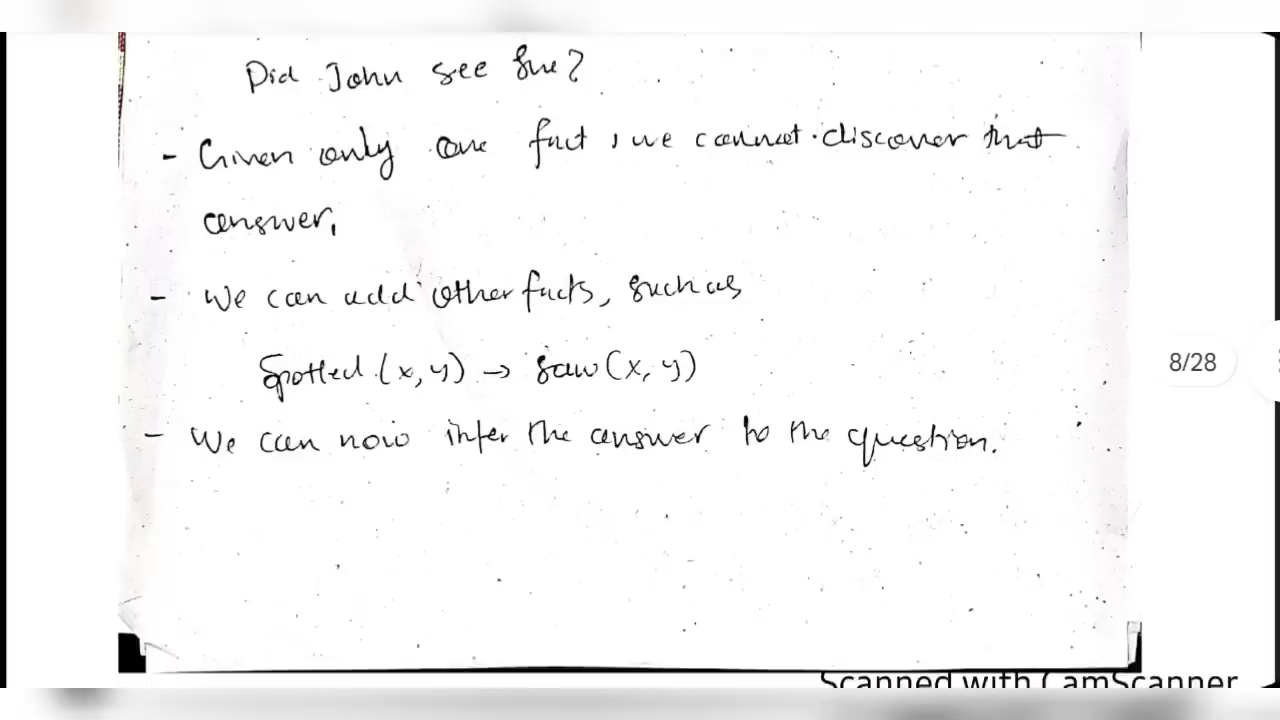 Did John see Sue?
- Given only one fact, we cannot discover that
answer,
- We can add other facts, such as
Spotted (x, y) → Saw (x, y)
- We can now infer the answer to the question.
8/28
Scanned with CamScanner